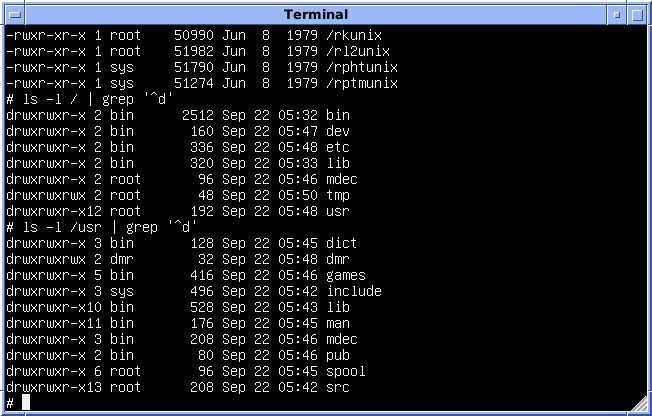 Terminal
-rwxr-xr-x 1 root    50990 Jun  8  1979 /rkunix
-rwxr-xr-x 1 root    51982 Jun  8  1979 /rl2unix
-rwxr-xr-x 1 sys     51790 Jun  8  1979 /rphtunix
-rwxr-xr-x 1 sys     51274 Jun  8  1979 /rptmunix
# ls -l / | grep '^d'
drwxrwxr-x 2 bin      2512 Sep 22 05:32 bin
drwxrwxr-x 2 bin       160 Sep 22 05:47 dev
drwxrwxr-x 2 bin       336 Sep 22 05:48 etc
drwxrwxr-x 2 bin       320 Sep 22 05:33 lib
drwxrwxr-x 2 root       96 Sep 22 05:46 mdec
drwxrwxrwx 2 root       48 Sep 22 05:50 tmp
drwxrwxr-x12 root      192 Sep 22 05:48 usr
# ls -l /usr | grep '^d'
drwxrwxr-x 3 bin       128 Sep 22 05:45 dict
drwxrwxrwx 2 dmr        32 Sep 22 05:48 dmr
drwxrwxr-x 5 bin       416 Sep 22 05:46 games
drwxrwxr-x 3 sys       496 Sep 22 05:42 include
drwxrwxr-x10 bin       528 Sep 22 05:43 lib
drwxrwxr-x11 bin       176 Sep 22 05:45 man
drwxrwxr-x 3 bin       208 Sep 22 05:46 mdec
drwxrwxr-x 2 bin        80 Sep 22 05:46 pub
drwxrwxr-x 6 root       96 Sep 22 05:45 spool
drwxrwxr-x13 root      208 Sep 22 05:42 src
#